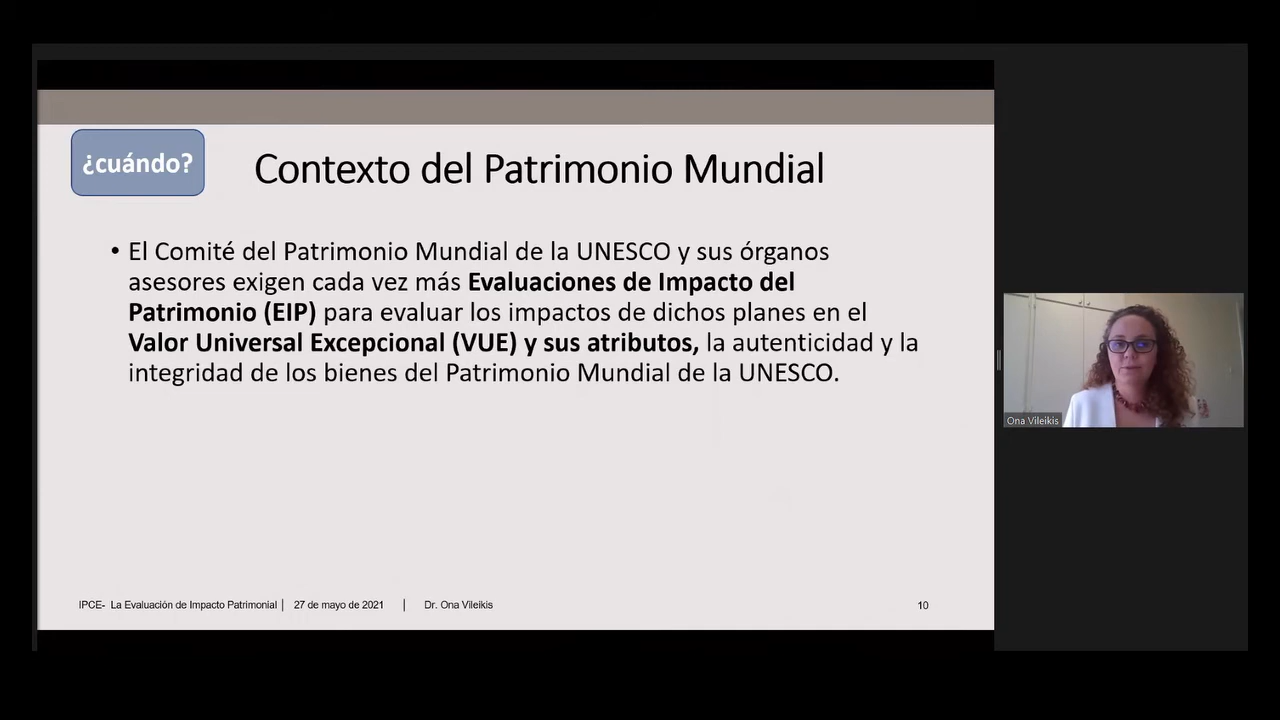 ¿cuándo?
Contexto del Patrimonio Mundial
• El Comité del Patrimonio Mundial de la UNESCO y sus órganos
asesores exigen cada vez más Evaluaciones de Impacto del
Patrimonio (EIP) para evaluar los impactos de dichos planes en el
Valor Universal Excepcional (VUE) y sus atributos, la autenticidad y la
integridad de los bienes del Patrimonio Mundial de la UNESCO.
Ona Vileikis
IPCE- La Evaluación de Impacto Patrimonial | 27 de mayo de 2021 | Dr. Ona Vileikis 10